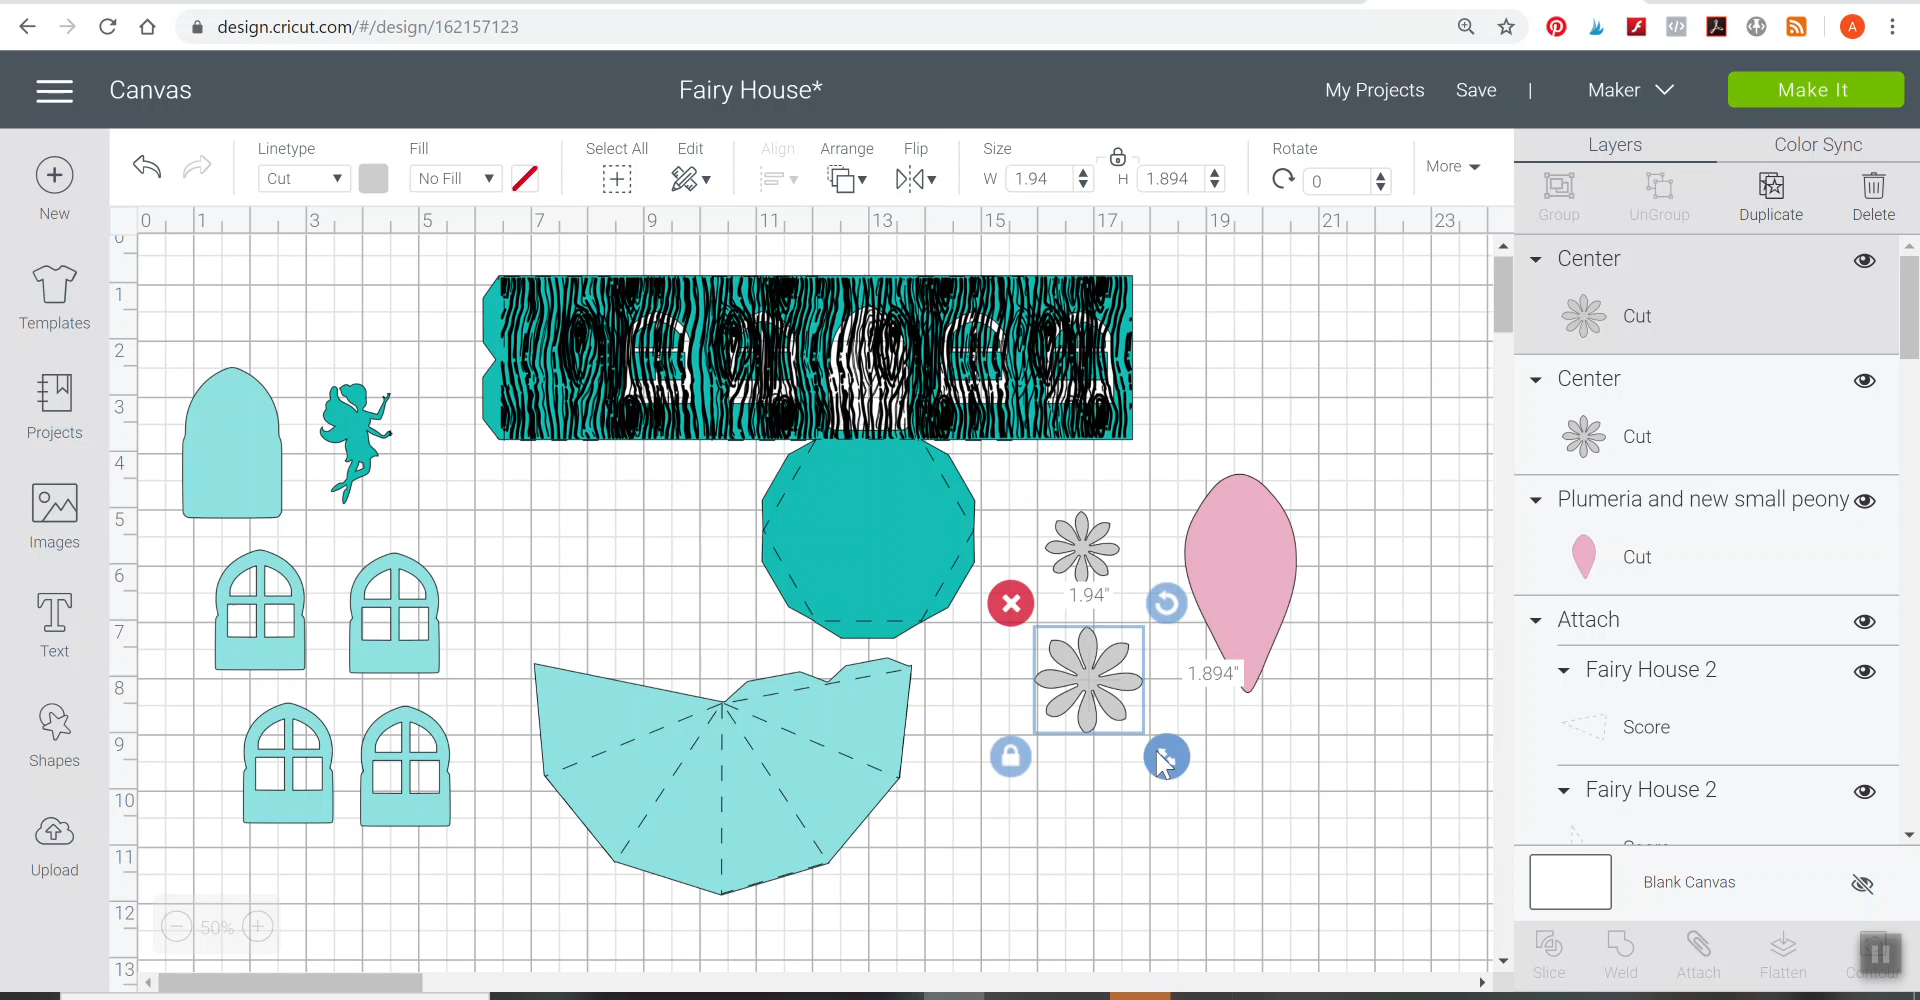 design.cricut.com/#/design/162157123
A
Canvas
Fairy House*
My Projects
Save
|
Maker
Make It
New
Templates
Projects
Images
Text
Shapes
Upload
Linetype
Cut
Fill
No Fill
Select All
Edit
Align
Arrange
Flip
Size
W 1.94
H 1.894
Rotate
0
More
0 1 3 5 7 9 11 13 15 17 19 21 23
0
1
2
3
4
5
6
7
8
9
10
11
12
13
1.94"
1.894"
50%
Layers
Color Sync
Group
UnGroup
Duplicate
Delete
Center
Cut
Center
Cut
Plumeria and new small peony
Cut
Attach
Fairy House 2
Score
Fairy House 2
Blank Canvas
Slice
Weld
Attach
Flatten
Contour